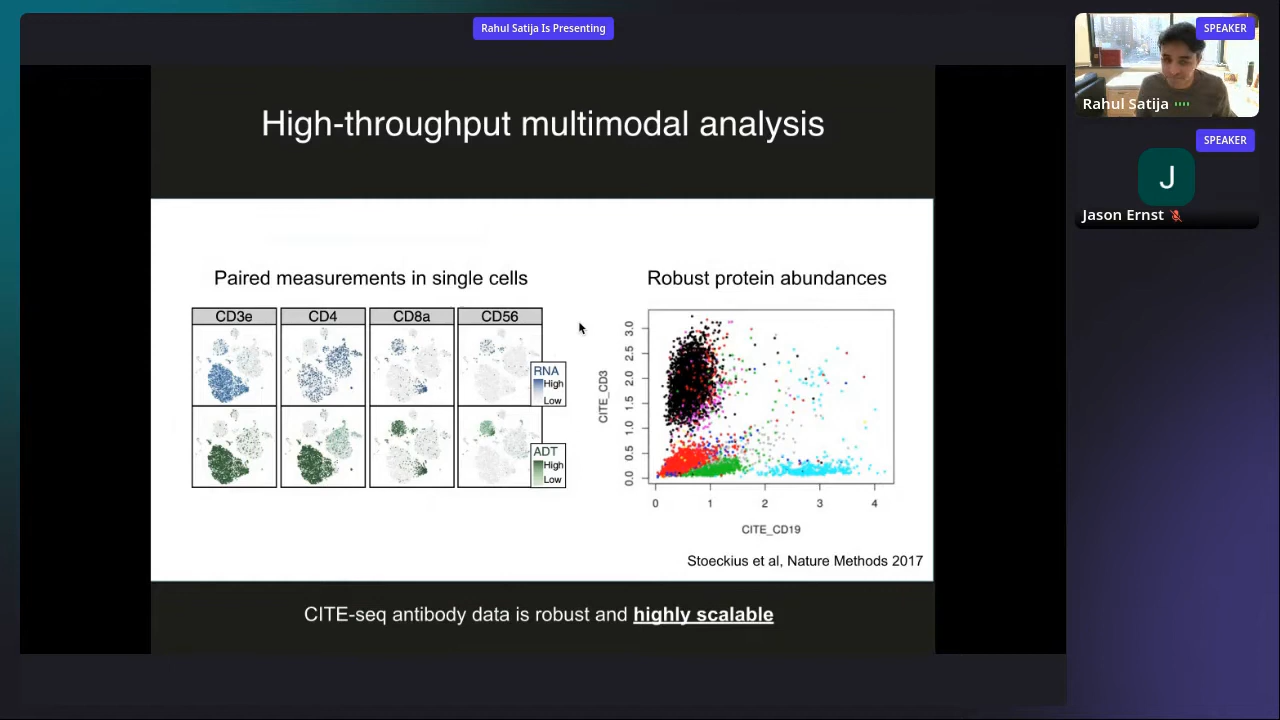 Rahul Satija Is Presenting
SPEAKER
Rahul Satija
SPEAKER
J
Jason Ernst
High-throughput multimodal analysis
Paired measurements in single cells
CD3e CD4 CD8a CD56
RNA
High
Low
ADT
High
Low
Robust protein abundances
CITE_CD3
3.0
2.5
2.0
1.5
1.0
0.5
0.0
0 1 2 3 4
CITE_CD19
Stoeckius et al, Nature Methods 2017
CITE-seq antibody data is robust and highly scalable